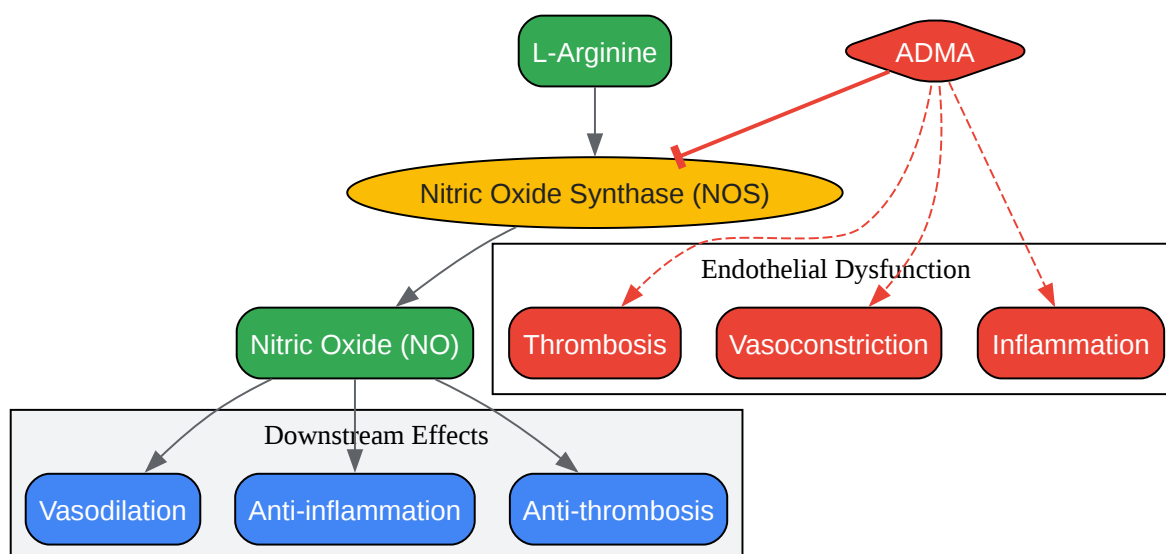 L-Arginine
ADMA
Nitric Oxide Synthase (NOS)
Endothelial Dysfunction
Nitric Oxide (NO)
Thrombosis
Vasoconstriction
Inflammation
Downstream Effects
Vasodilation
Anti-inflammation
Anti-thrombosis